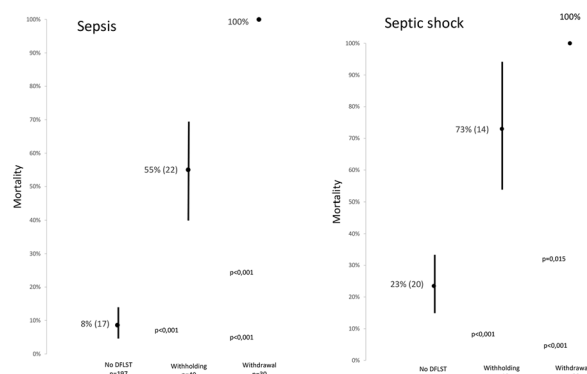 Sepsis
100%
90%
80%
70%
60%
50%
40%
30%
20%
10%
0%
Mortality
100%
55% (22)
8% (17)
p<0,001
p<0,001
p<0,001
No DFLST
Withholding
Withdrawal
Septic shock
100%
90%
80%
70%
60%
50%
40%
30%
20%
10%
0%
Mortality
100%
73% (14)
23% (20)
p=0,015
p<0,001
p<0,001
No DFLST
Withholding
Withdrawal